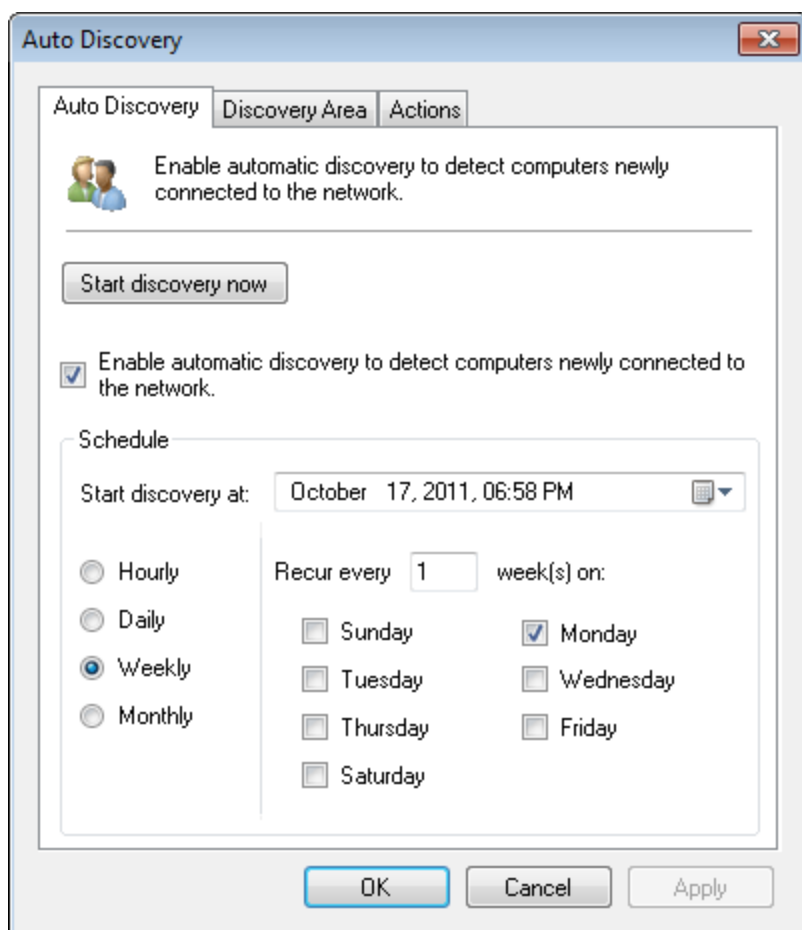 Auto Discovery
Auto Discovery Discovery Area Actions
Enable automatic discovery to detect computers newly
connected to the network.
Start discovery now
Enable automatic discovery to detect computers newly connected to
the network.
Schedule
Start discovery at: October 17, 2011, 06:58 PM
Hourly Recur every 1 week(s) on:
Daily Sunday Monday
Weekly Tuesday Wednesday
Monthly Thursday Friday
Saturday
OK Cancel Apply